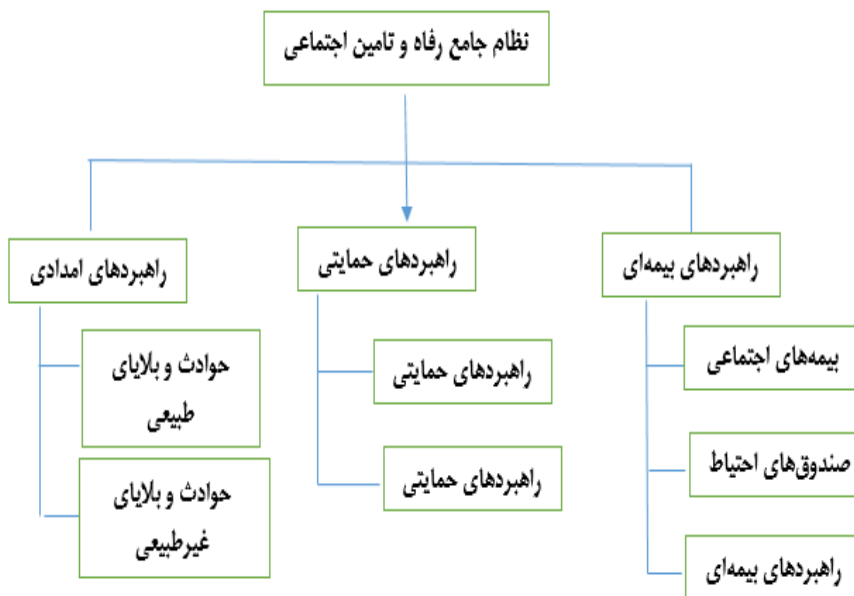 نظام جامع رفاه و تامین اجتماعی
راهبردهای بیمه‌ای
بیمه‌های اجتماعی
صندوق‌های احتیاط
راهبردهای بیمه‌ای
راهبردهای حمایتی
راهبردهای حمایتی
راهبردهای حمایتی
راهبردهای امدادی
حوادث و بلایای
طبیعی
حوادث و بلایای
غیرطبیعی